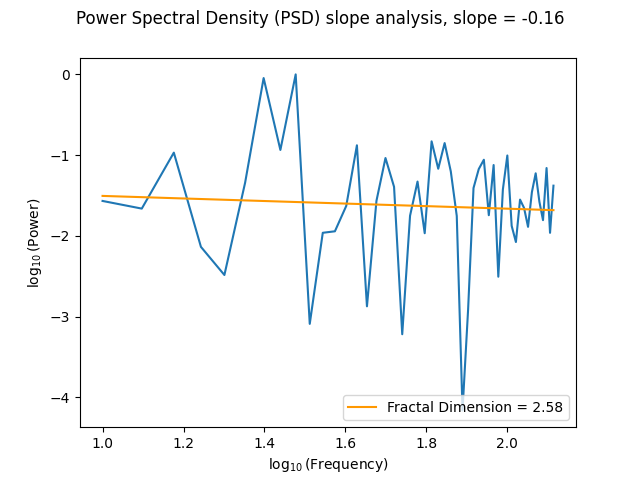 Power Spectral Density (PSD) slope analysis, slope = -0.16
0
−1
−2
−3
−4
log10(Power)
1.0 1.2 1.4 1.6 1.8 2.0
log10(Frequency)
Fractal Dimension = 2.58